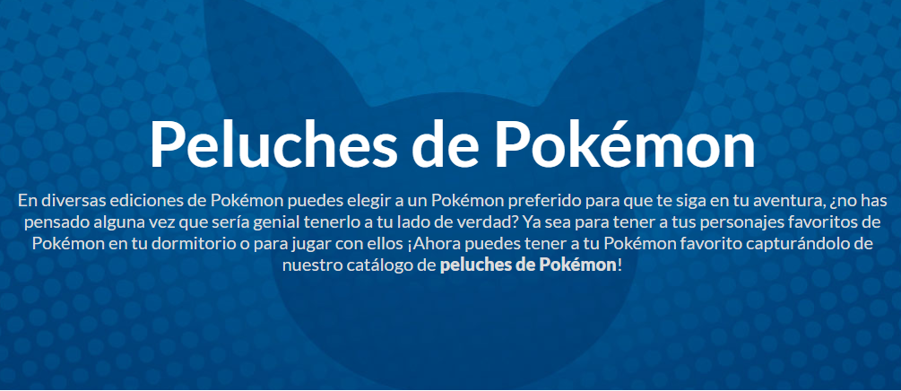 Peluches de Pokémon
En diversas ediciones de Pokémon puedes elegir a un Pokémon preferido para que te siga en tu aventura, ¿no has
pensado alguna vez que sería genial tenerlo a tu lado de verdad? Ya sea para tener a tus personajes favoritos de
Pokémon en tu dormitorio o para jugar con ellos ¡Ahora puedes tener a tu Pokémon favorito capturándolo de
nuestro catálogo de peluches de Pokémon!